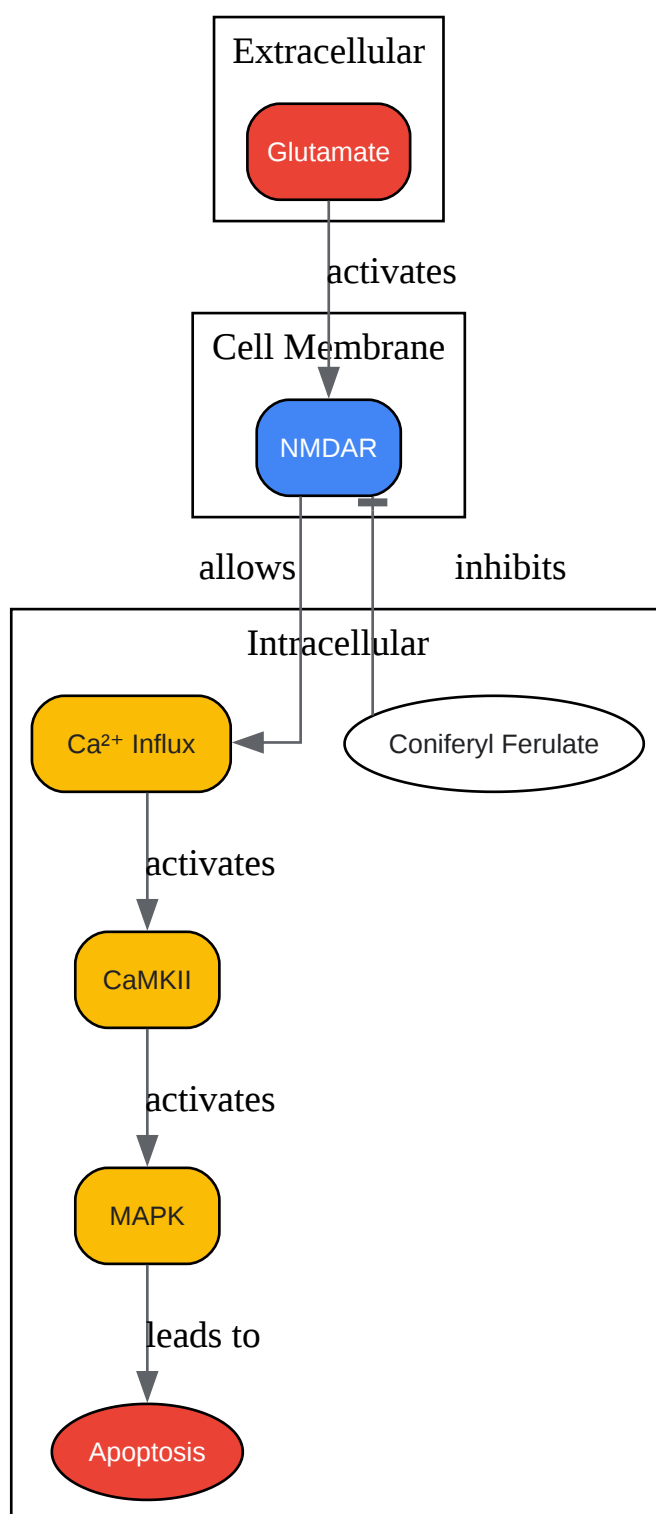 Extracellular
Glutamate
activates
Cell Membrane
NMDAR
allows
inhibits
Intracellular
Ca²⁺ Influx
Coniferyl Ferulate
activates
CaMKII
activates
MAPK
leads to
Apoptosis